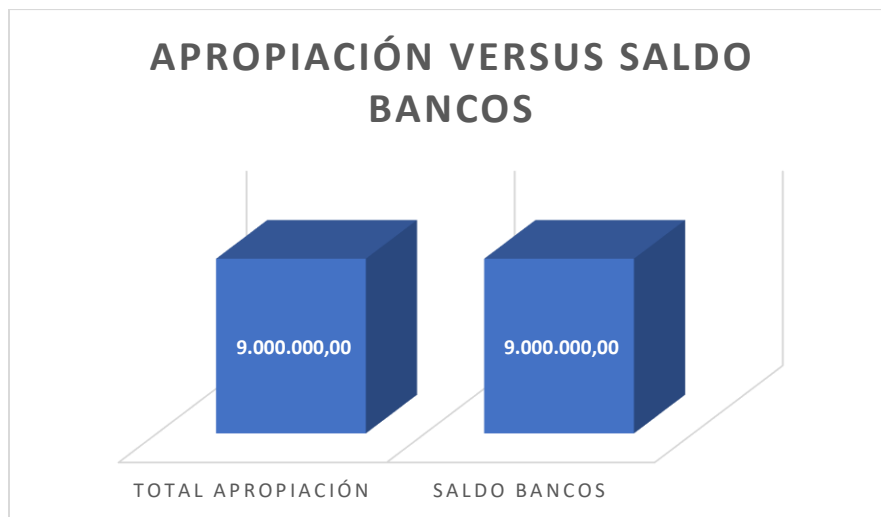 APROPIACIÓN VERSUS SALDO
BANCOS
9.000.000,00
9.000.000,00
TOTAL APROPIACIÓN
SALDO BANCOS